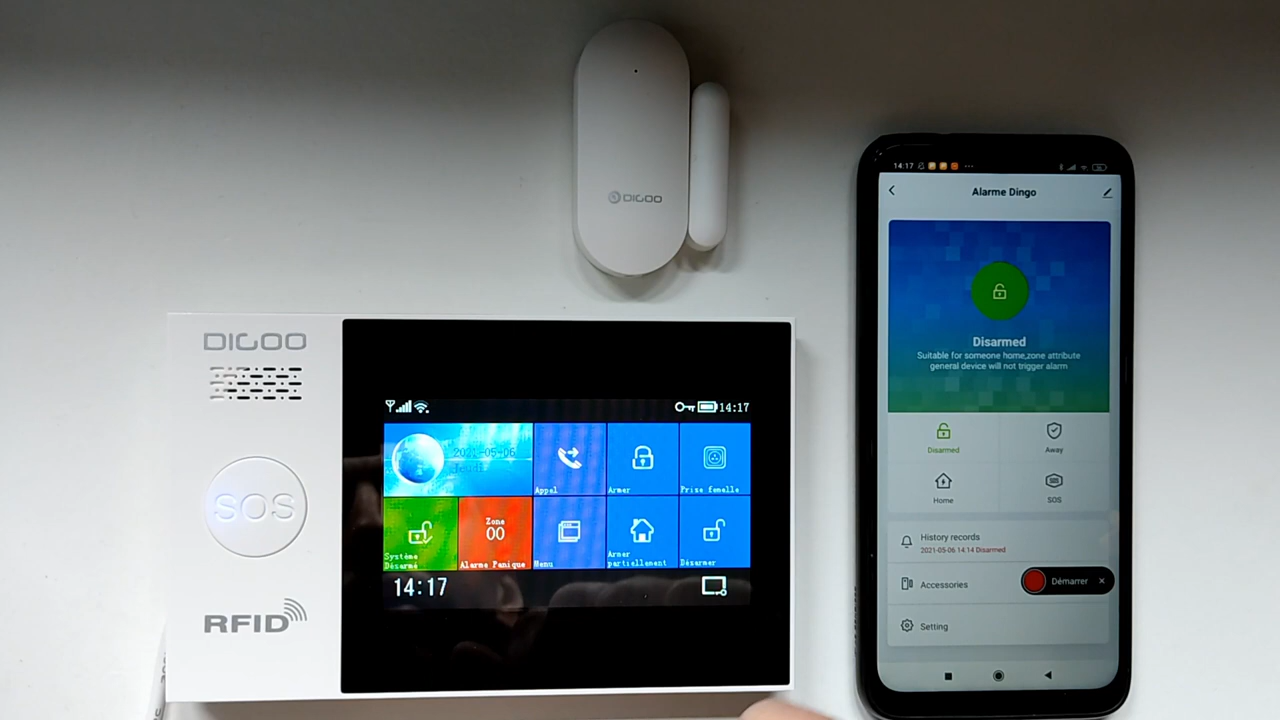 DIGOO
DIGOO
SOS
RFID
14:17
2021-05-06
Jeudi
Appel
Armer
Prise femelle
Système
Désarmé
Zone
00
Alarme Panique
Menu
Armer
partiellement
Désarmer
14:17
14:17
Alarme Dingo
Disarmed
Suitable for someone home,zone attribute
general device will not trigger alarm
Disarmed
Away
Home
SOS
History records
2021-05-06 14:14 Disarmed
Accessories
Démarrer
Setting